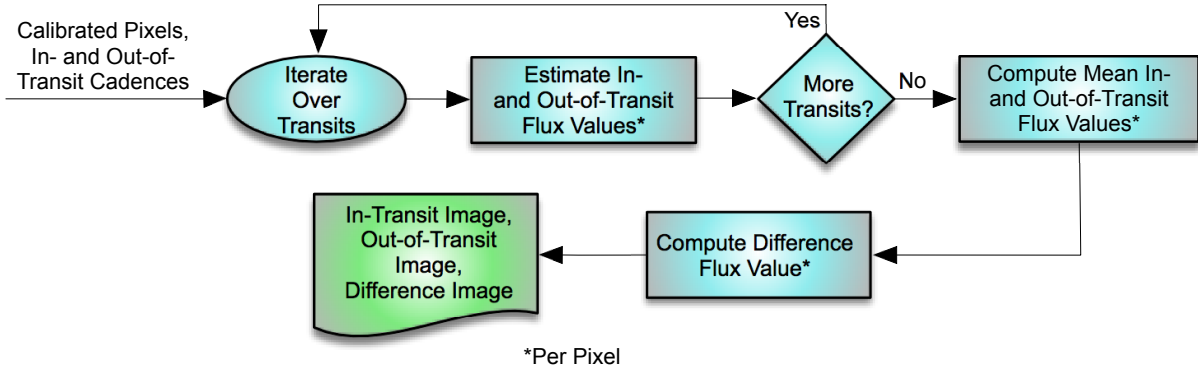 Calibrated Pixels,
In- and Out-of-
Transit Cadences
Iterate
Over
Transits
Estimate In-
and Out-of-Transit
Flux Values*
Yes
More
Transits?
No
Compute Mean In-
and Out-of-Transit
Flux Values*
Compute Difference
Flux Value*
In-Transit Image,
Out-of-Transit
Image,
Difference Image
*Per Pixel